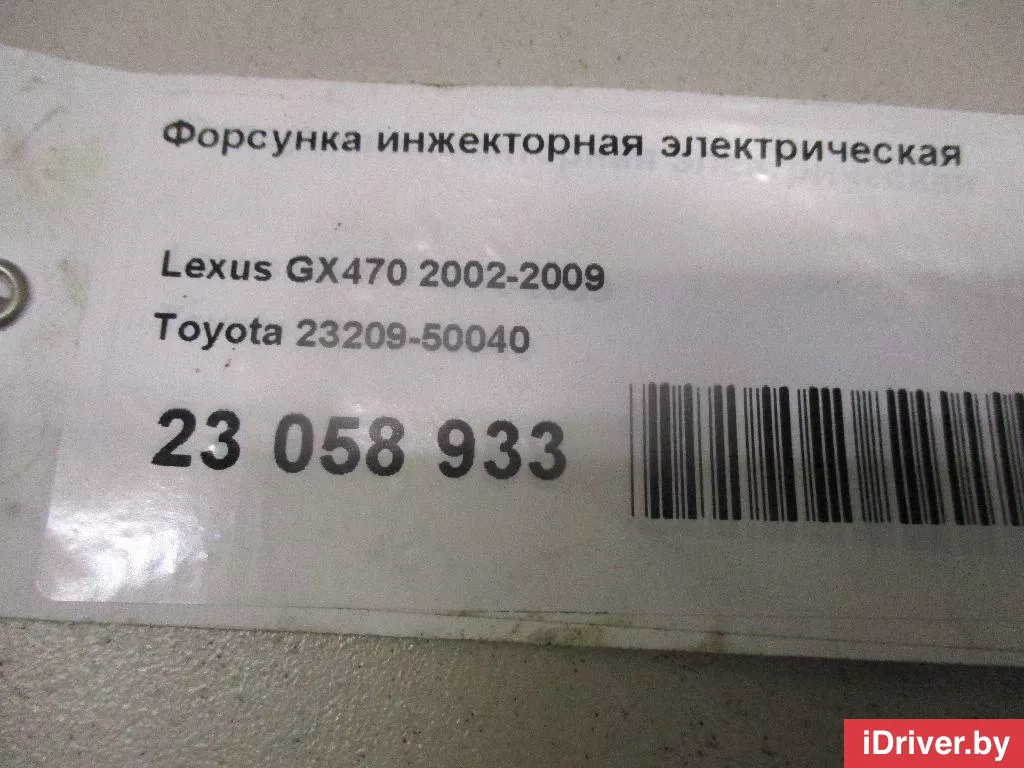 Форсунка инжекторная электрическая
Lexus GX470 2002-2009
Toyota 23209-50040
23 058 933
iDriver.by